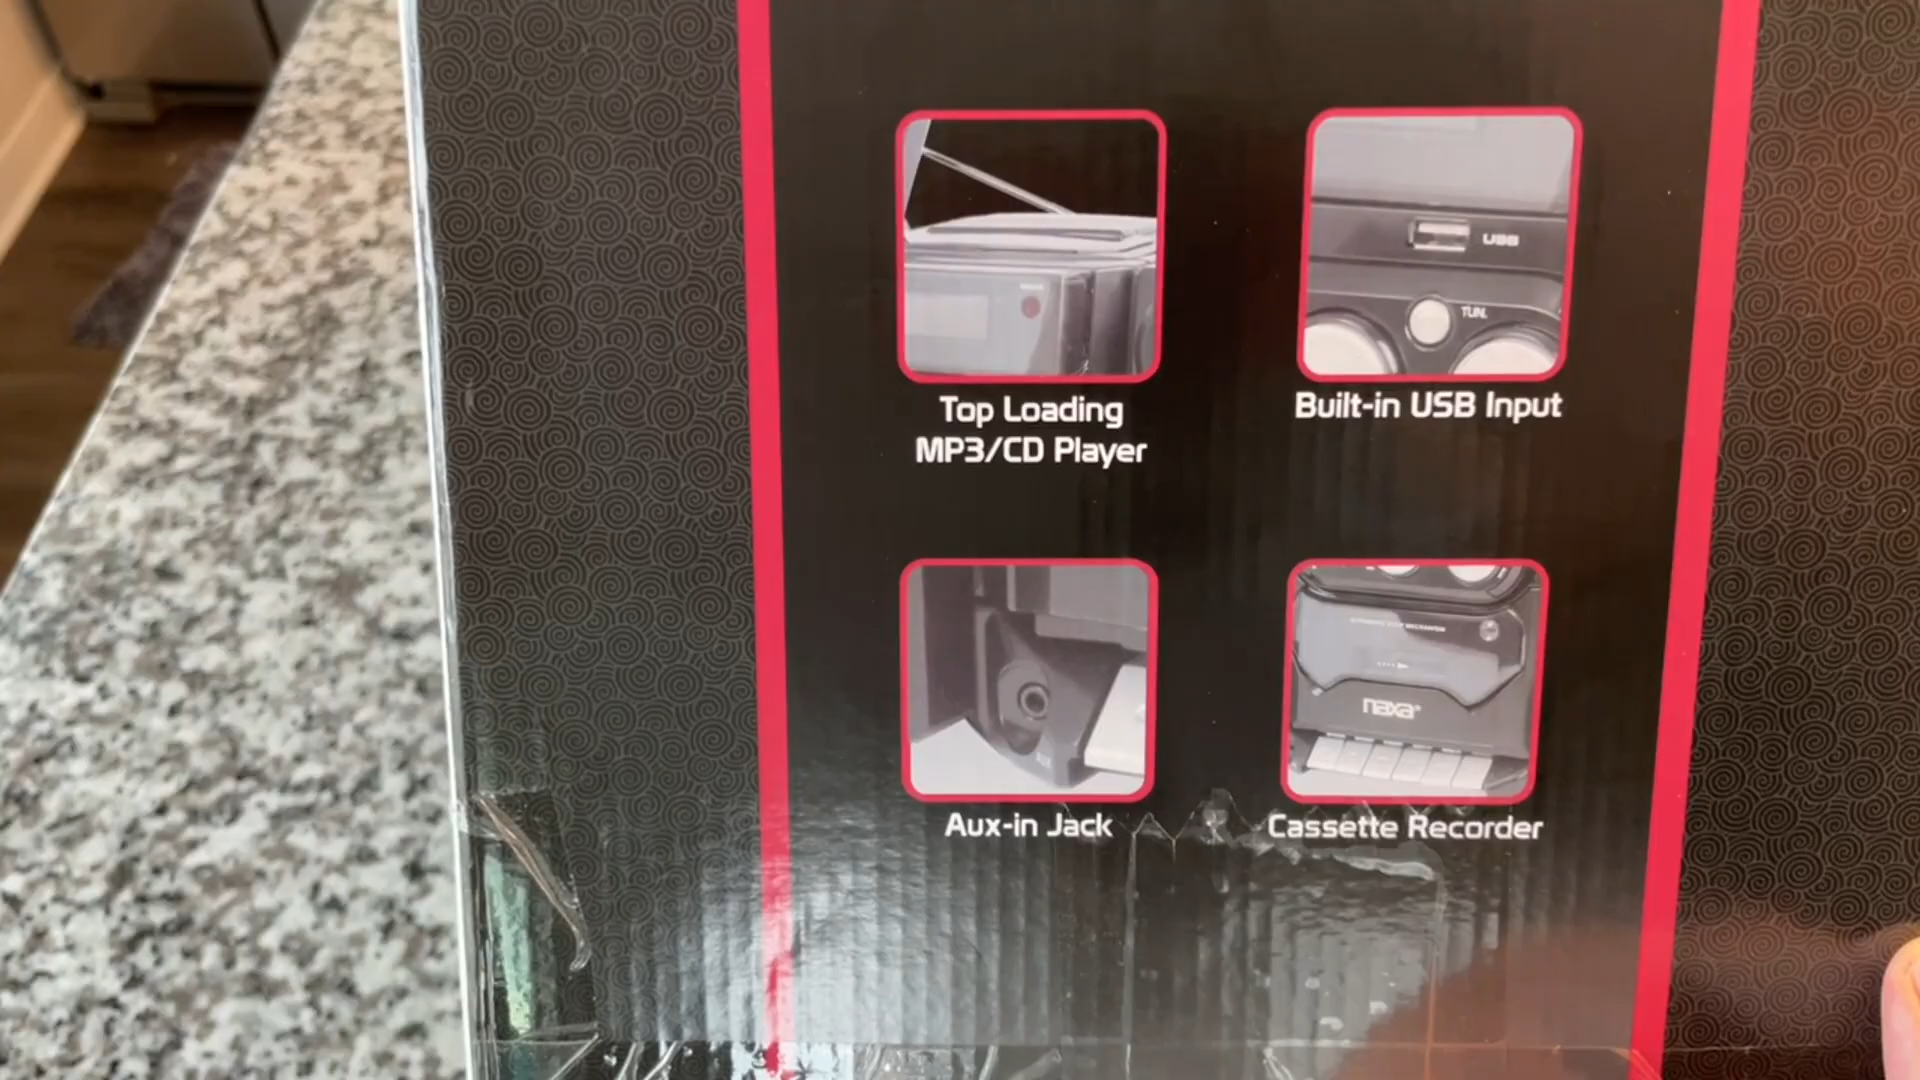 USB
TUN.
Top Loading
MP3/CD Player
Built-in USB Input
naxa®
Aux-in Jack
Cassette Recorder